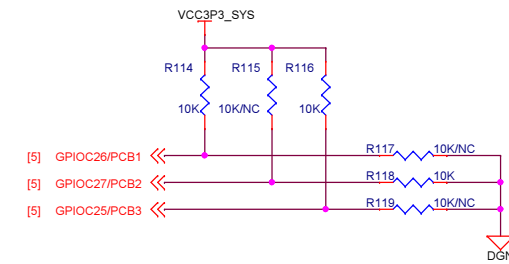 VCC3P3_SYS
R114 R115 R116
10K 10K/NC 10K
[5] GPIOC26/PCB1 R117 10K/NC
[5] GPIOC27/PCB2 R118 10K
[5] GPIOC25/PCB3 R119 10K/NC
DGN